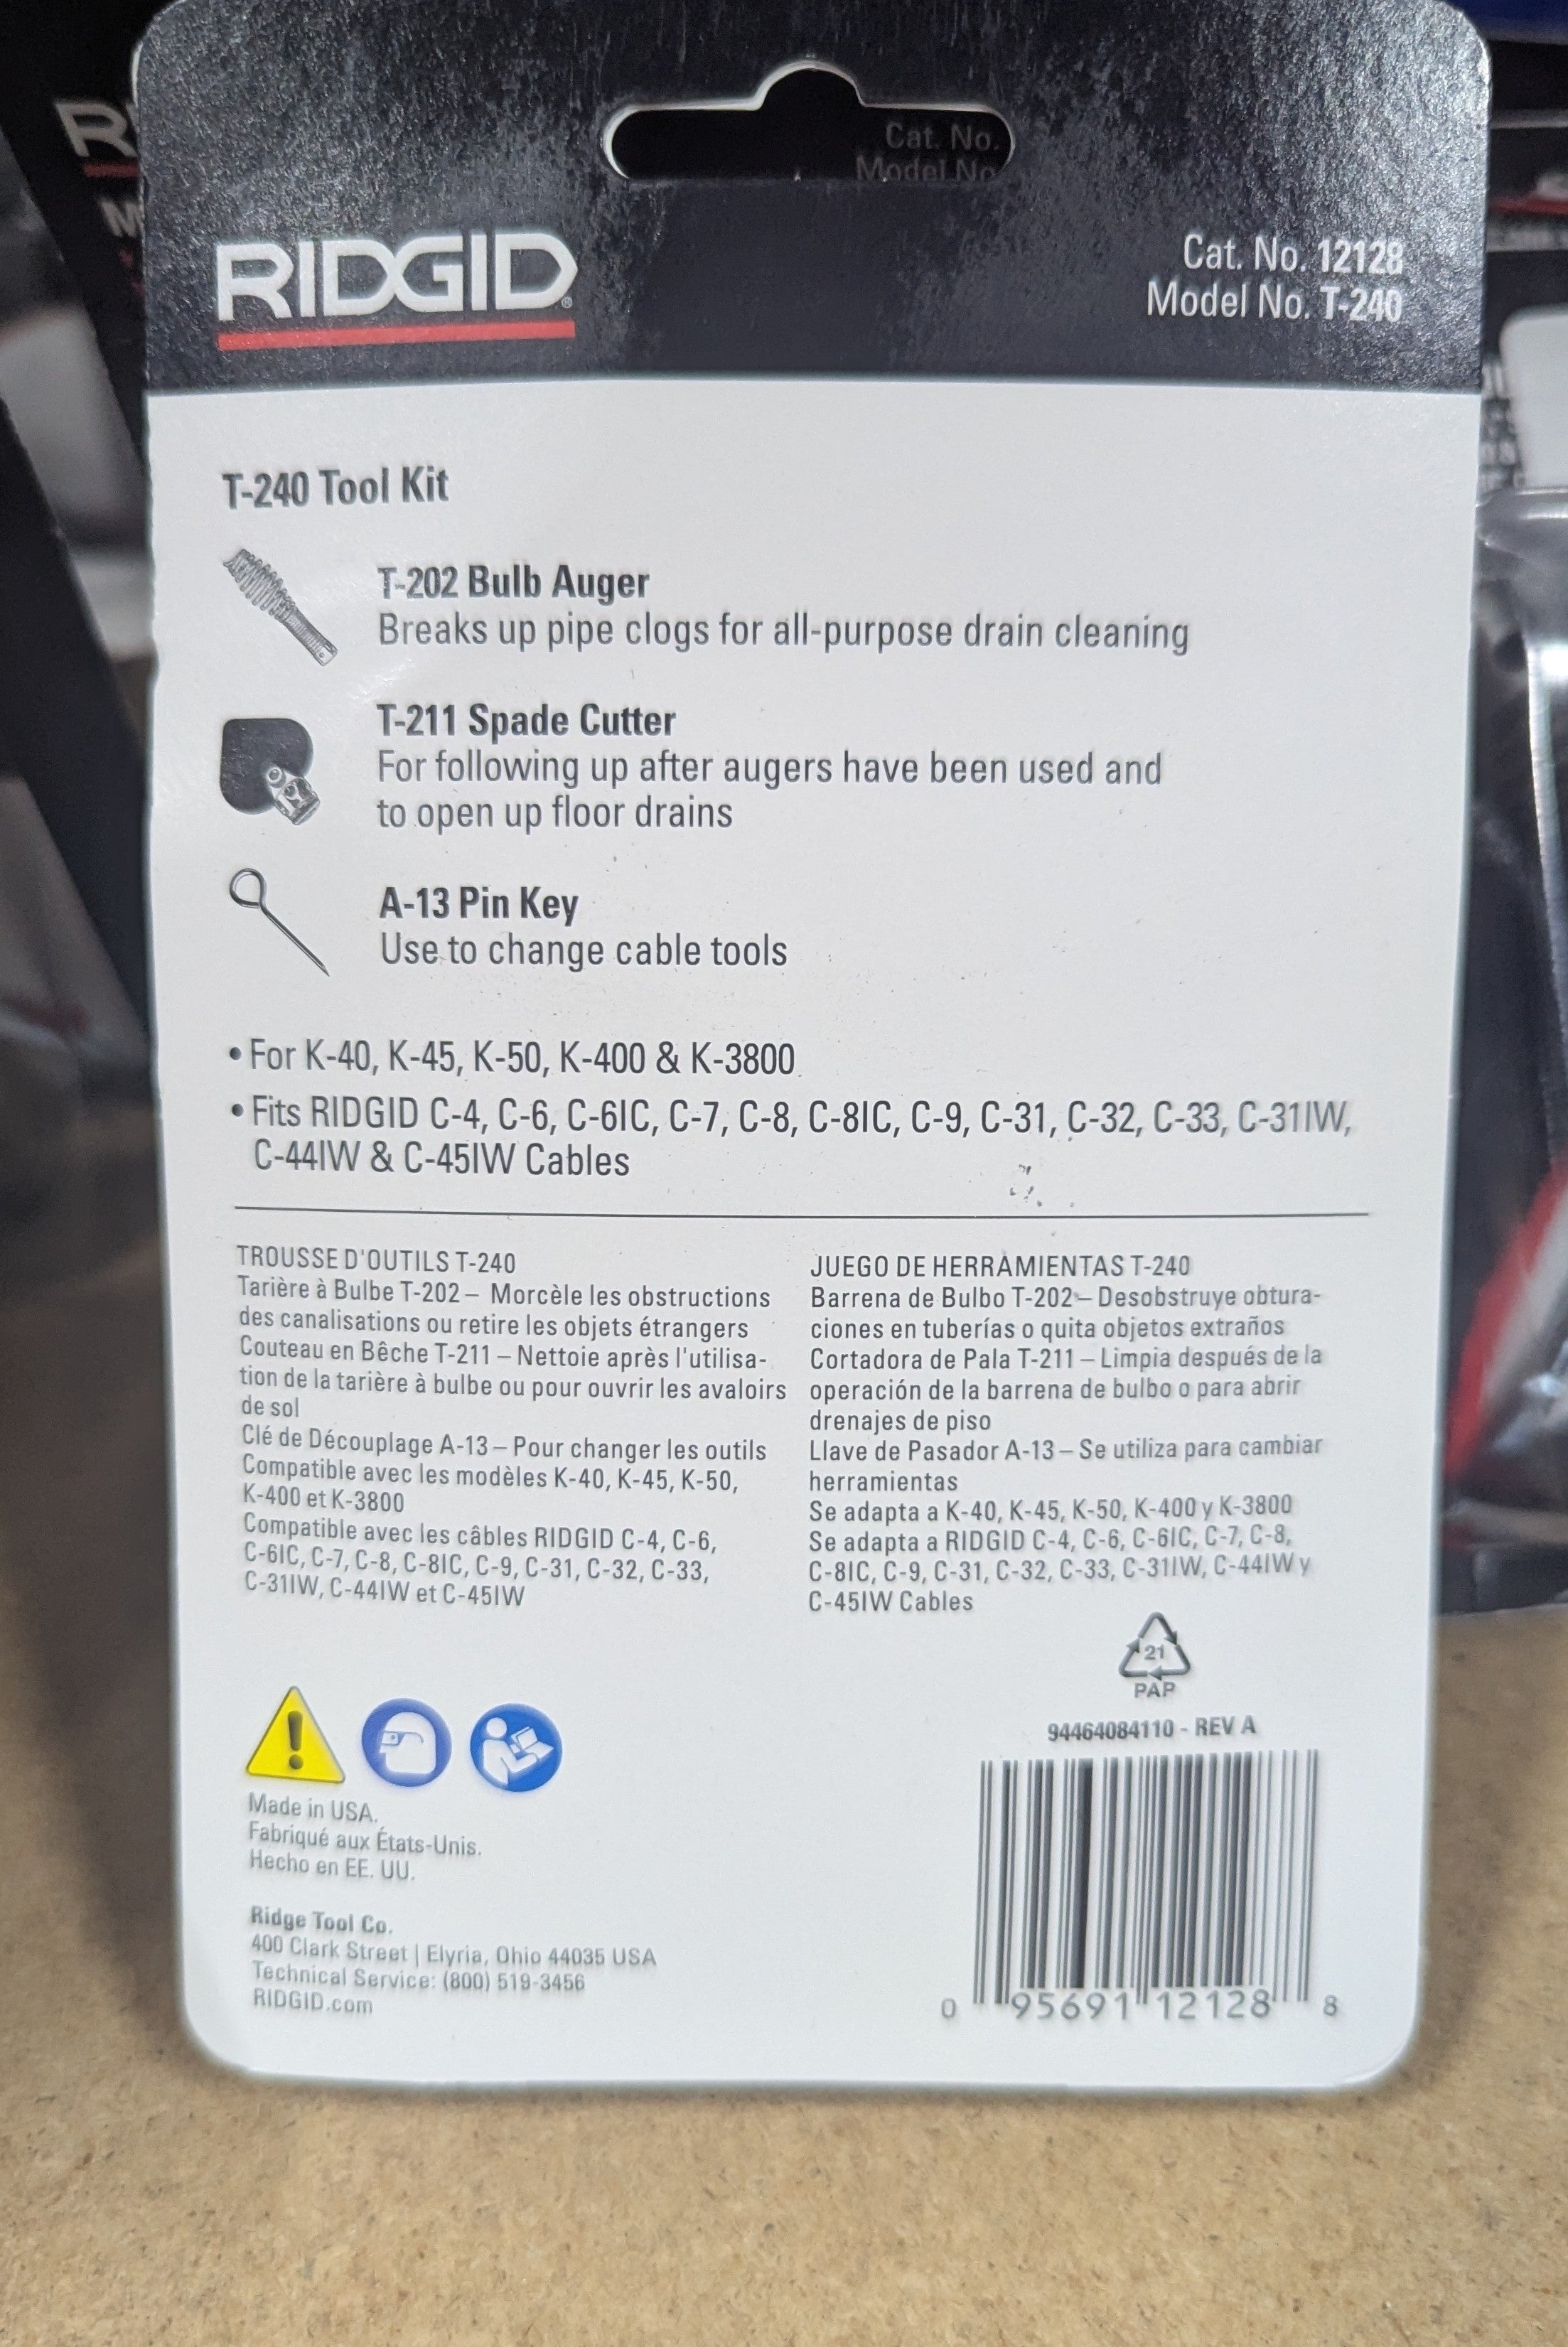 Cat. No.
Model No
RIDGID®
Cat. No. 12128
Model No. T-240
T-240 Tool Kit
T-202 Bulb Auger
Breaks up pipe clogs for all-purpose drain cleaning
T-211 Spade Cutter
For following up after augers have been used and
to open up floor drains
A-13 Pin Key
Use to change cable tools
• For K-40, K-45, K-50, K-400 & K-3800
• Fits RIDGID C-4, C-6, C-6IC, C-7, C-8, C-8IC, C-9, C-31, C-32, C-33, C-31IW,
C-44IW & C-45IW Cables
TROUSSE D'OUTILS T-240
Tarière à Bulbe T-202 – Morcèle les obstructions
des canalisations ou retire les objets étrangers
Couteau en Bêche T-211 – Nettoie après l'utilisa-
tion de la tarière à bulbe ou pour ouvrir les avaloirs
de sol
Clé de Découplage A-13 – Pour changer les outils
Compatible avec les modèles K-40, K-45, K-50,
K-400 et K-3800
Compatible avec les câbles RIDGID C-4, C-6,
C-6IC, C-7, C-8, C-8IC, C-9, C-31, C-32, C-33,
C-31IW, C-44IW et C-45IW
JUEGO DE HERRAMIENTAS T-240
Barrena de Bulbo T-202 – Desobstruye obtura-
ciones en tuberías o quita objetos extraños
Cortadora de Pala T-211 – Limpia después de la
operación de la barrena de bulbo o para abrir
drenajes de piso
Llave de Pasador A-13 – Se utiliza para cambiar
herramientas
Se adapta a K-40, K-45, K-50, K-400 y K-3800
Se adapta a RIDGID C-4, C-6, C-6IC, C-7, C-8,
C-8IC, C-9, C-31, C-32, C-33, C-31IW, C-44IW y
C-45IW Cables
21
PAP
94464084110 - REV A
0 95691 12128 8
Made in USA.
Fabriqué aux États-Unis.
Hecho en EE. UU.
Ridge Tool Co.
400 Clark Street | Elyria, Ohio 44035 USA
Technical Service: (800) 519-3456
RIDGID.com